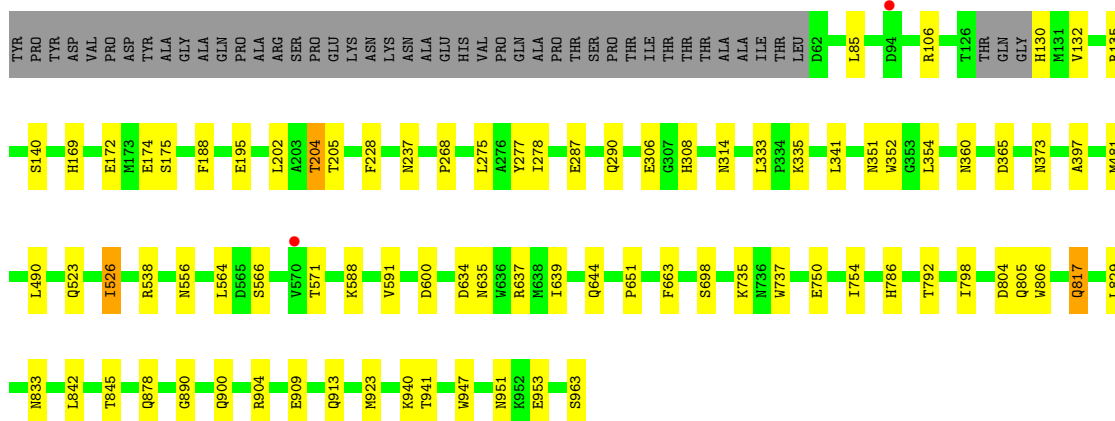 TYR PRO TYR ASP VAL PRO ASP TYR ALA GLY ALA GLN PRO ALA ARG SER PRO GLU LYS ASN LYS ASN ALA GLU HIS VAL PRO GLN ALA PRO THR SER PRO THR ILE THR THR THR ALA ALA ILE THR LEU D62 L85 D94 R106 T126 THR GLN GLY H130 M131 V132 R135
S140 H169 E172 M173 E174 S175 F188 E195 L202 A203 T204 T205 F228 N237 P268 L275 A276 Y277 I278 E287 Q290 E306 G307 H308 N314 L333 P334 K335 L341 N351 W352 G353 L354 N360 D365 N373 A397 M481
L490 Q523 I526 R538 N556 L564 D565 S566 V570 T571 K588 V591 D600 D634 N635 W636 R637 M638 I639 Q644 P651 F663 S698 K735 N736 W737 E750 I754 H786 T792 I798 D804 Q805 W806 Q817 L829
N833 L842 T845 Q878 G890 Q900 R904 E909 Q913 M923 K940 T941 W947 N951 K952 E953 S963